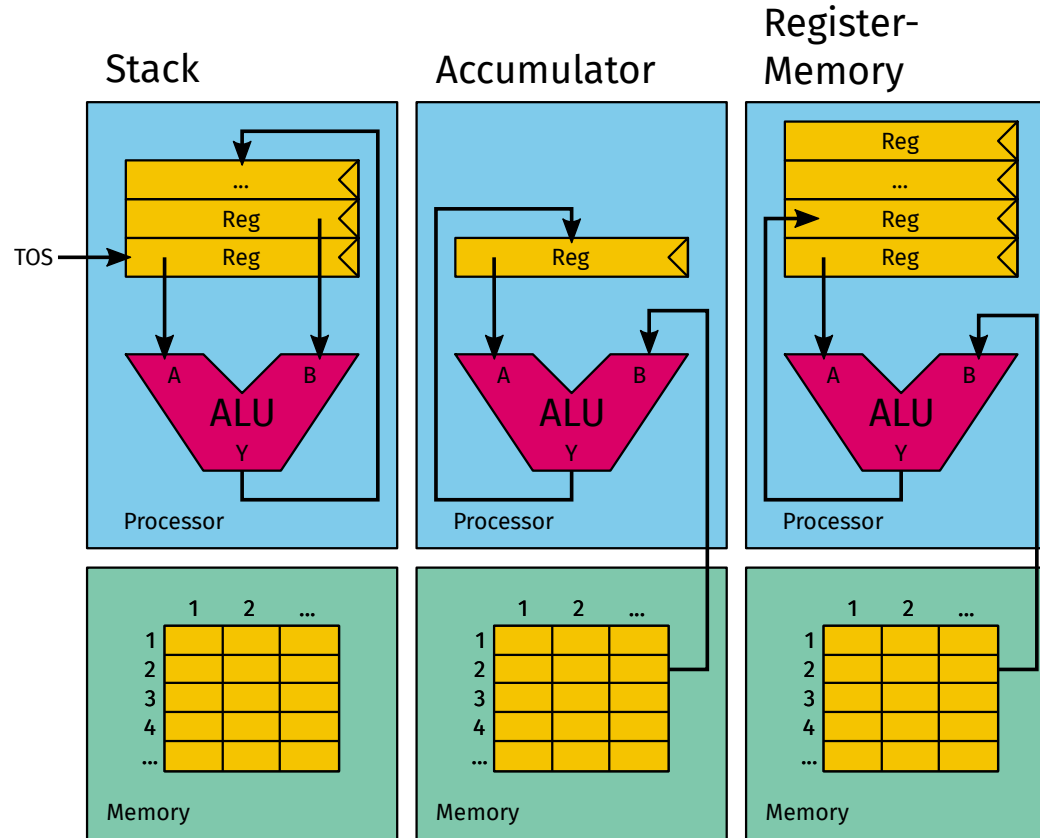 Stack
...
Reg
TOS
Reg
A
B
ALU
Y
Processor
1 2 ...
1
2
3
4
...
Memory
Accumulator
Reg
A
B
ALU
Y
Processor
1 2 ...
1
2
3
4
...
Memory
Register-
Memory
Reg
...
Reg
Reg
A
B
ALU
Y
Processor
1 2 ...
1
2
3
4
...
Memory